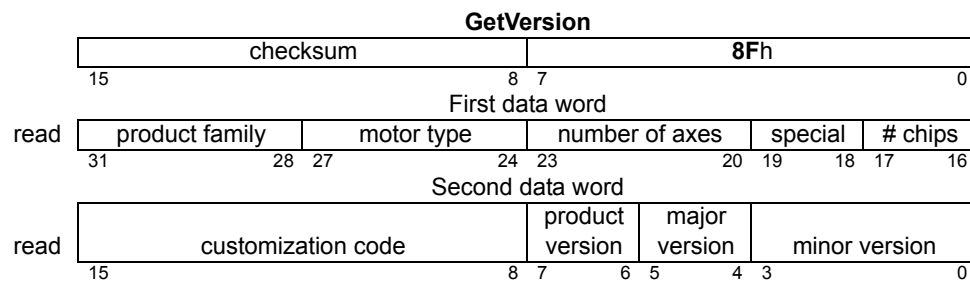 GetVersion
checksum 8Fh
15 8 7 0
First data word
read product family motor type number of axes special # chips
31 28 27 24 23 20 19 18 17 16
Second data word
product major
read customization code version version minor version
15 8 7 6 5 4 3 0